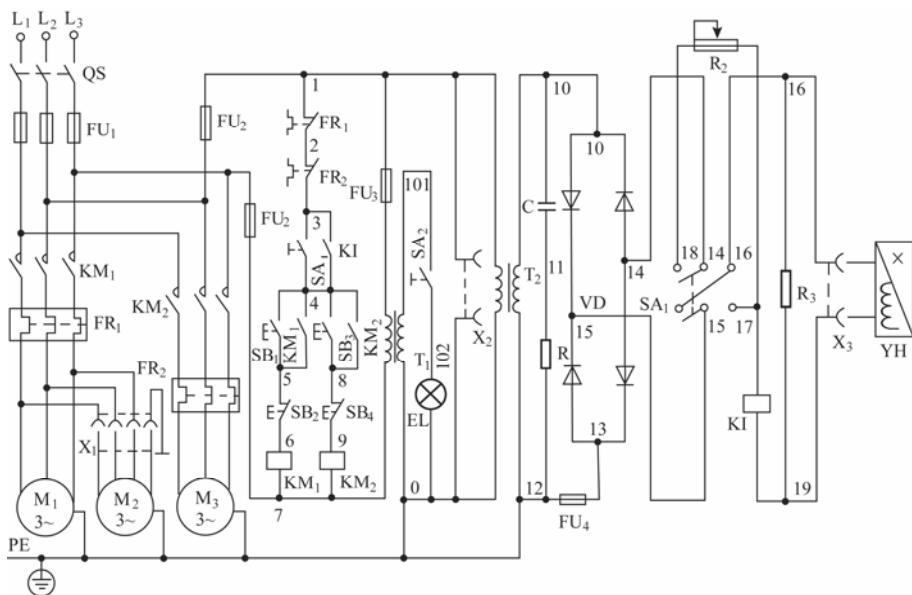 L1 L2 L3
QS
FU1
FU2
1
FR1
2
FR2
3
SA1
KI
4
FU2
FU3
101
SA2
102
T1
EL
0
X2
T2
10
10
C
11
R
12
FU4
13
14
VD
15
R2
18 14 16
SA1
15 17
16
R3
X3
YH
KI
19
KM1
FR1
KM2
FR2
X1
SB1
KM1
SB3
KM2
5
8
SB2
SB4
6
9
KM1
KM2
7
M1
3~
M2
3~
M3
3~
PE